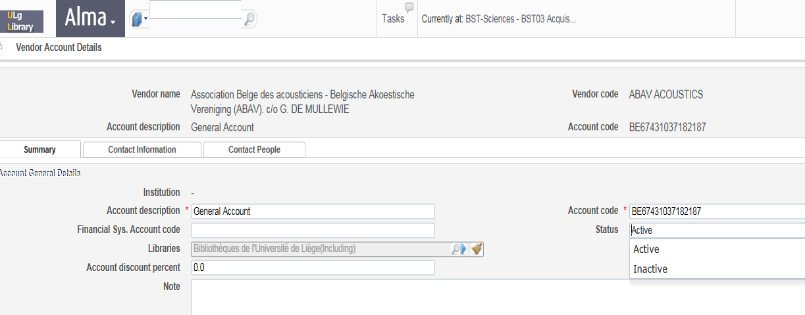 ULg
Library
Alma
Tasks
Currently at: BST-Sciences - BST03 Acquis...
Vendor Account Details
Vendor name Association Belge des acousticiens - Belgische Akoestische
Vereniging (ABAV). c/o G. DE MULLEWIE
Vendor code ABAV ACOUSTICS
Account description General Account
Account code BE67431037182187
Summary
Contact Information
Contact People
Account General Details
Institution -
Account description * General Account
Account code * BE67431037182187
Financial Sys. Account code
Status Active
Libraries Bibliothèques de l'Université de Liège(Including)
Active
Account discount percent 0.0
Inactive
Note